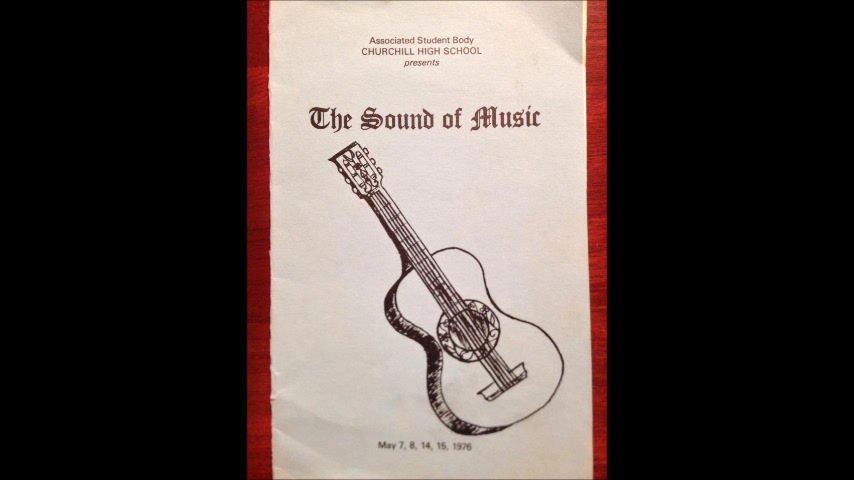 Associated Student Body
CHURCHILL HIGH SCHOOL
presents
The Sound of Music
May 7, 8, 14, 15, 1976